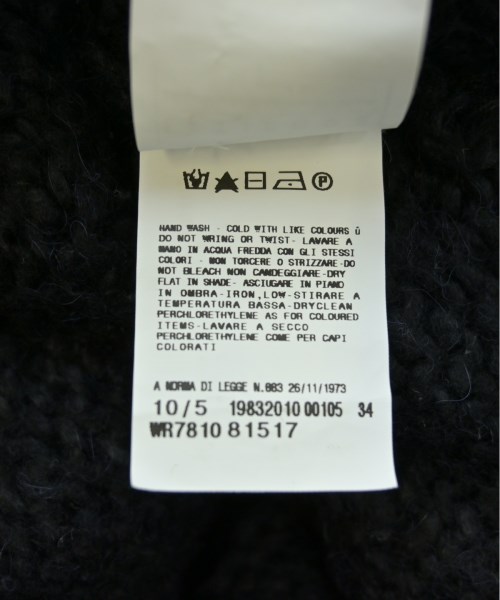 P
HAND WASH - COLD WITH LIKE COLOURS ù
DO NOT WRING OR TWIST- LAVARE A
MANO IN ACQUA FREDDA CON GLI STESSI
COLORI - NON TORCERE O STRIZZARE-DO
NOT BLEACH NON CANDEGGIARE-DRY
FLAT IN SHADE- ASCIUGARE IN PIANO
IN OMBRA-IRON,LOW-STIRARE A
TEMPERATURA BASSA-DRYCLEAN
PERCHLORETHYLENE AS FOR COLOURED
ITEMS-LAVARE A SECCO
PERCHLORETHYLENE COME PER CAPI
COLORATI
A NORMA DI LEGGE N.883 26/11/1973
10/5 19832010 00105 34
WR7810 81517